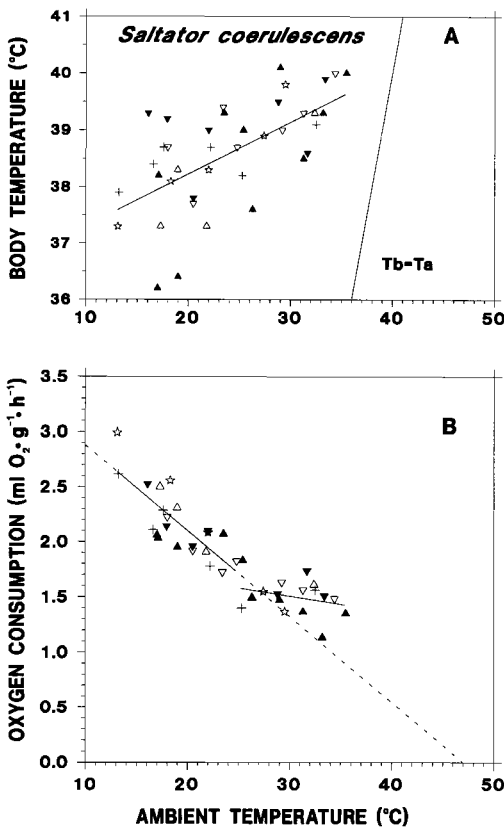 Saltator coerulescens
A
BODY TEMPERATURE (°C)
41
40
39
38
37
36
Tb=Ta
10 20 30 40 50
B
OXYGEN CONSUMPTION (ml O₂• g⁻¹• h⁻¹)
3.5
3.0
2.5
2.0
1.5
1.0
0.5
0.0
10 20 30 40 50
AMBIENT TEMPERATURE (°C)